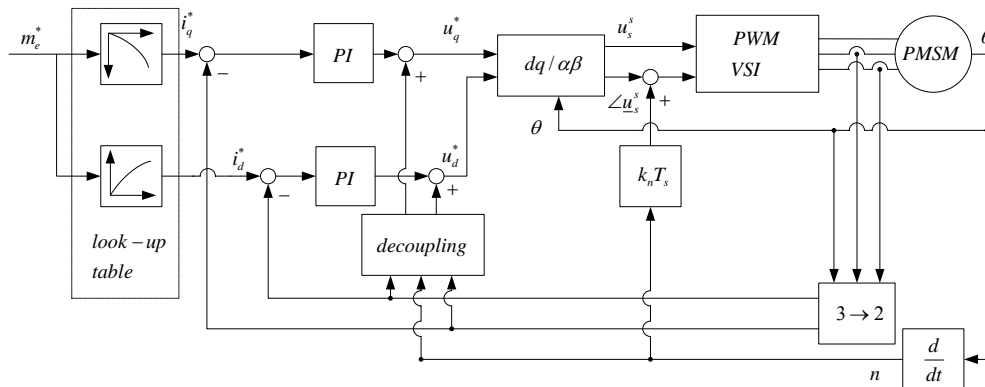 m_e^*
i_q^*
−
PI
+
u_q^*
dq / αβ
u_s^s
∠u_s^s
+
PWM
VSI
PMSM
θ
θ
i_d^*
−
PI
+
u_d^*
k_n T_s
look – up
table
decoupling
3 → 2
n
d
dt